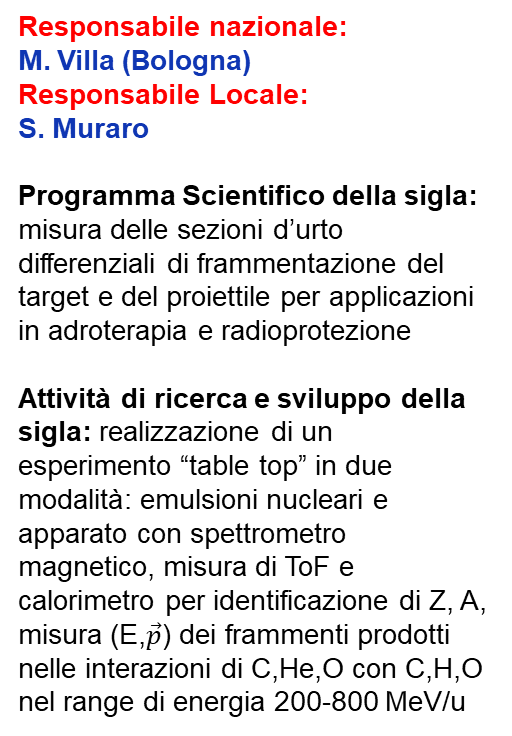 Responsabile nazionale:
M. Villa (Bologna)
Responsabile Locale:
S. Muraro
Programma Scientifico della sigla:
misura delle sezioni d’urto
differenziali di frammentazione del
target e del proiettile per applicazioni
in adroterapia e radioprotezione
Attività di ricerca e sviluppo della
sigla: realizzazione di un
esperimento “table top” in due
modalità: emulsioni nucleari e
apparato con spettrometro
magnetico, misura di ToF e
calorimetro per identificazione di Z, A,
misura (E,p⃗) dei frammenti prodotti
nelle interazioni di C,He,O con C,H,O
nel range di energia 200-800 MeV/u